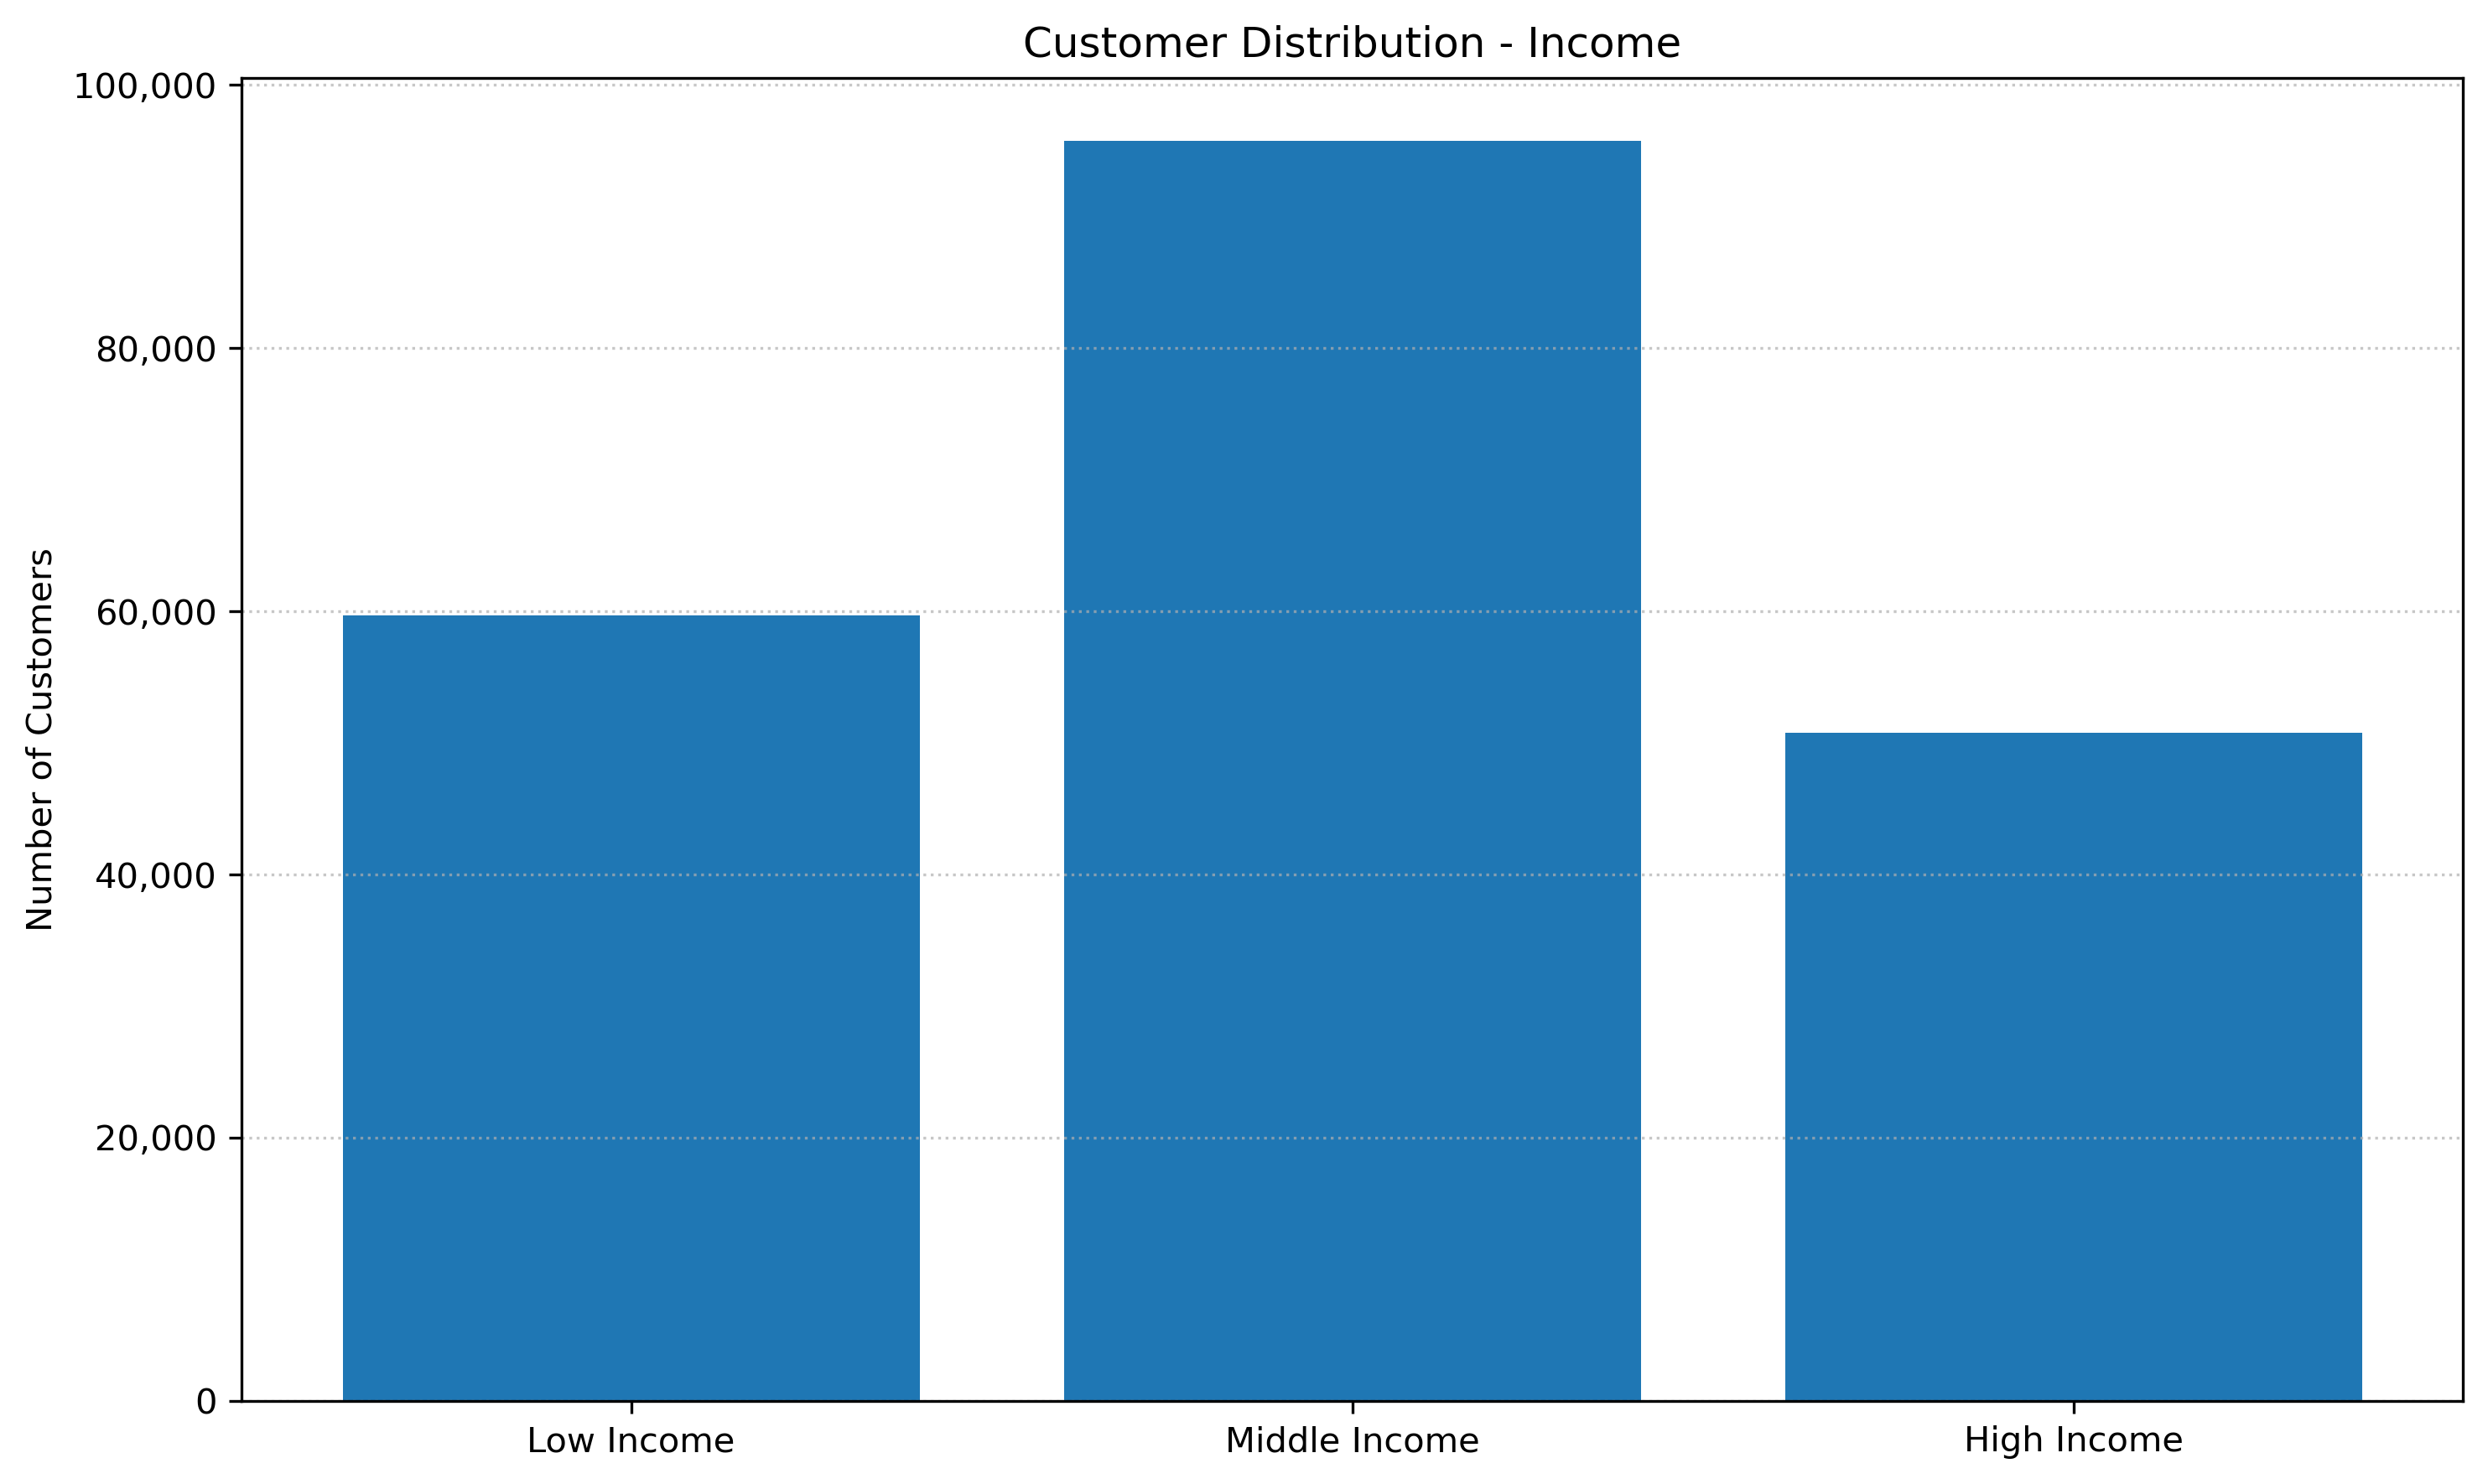 Customer Distribution - Income
Number of Customers
100,000
80,000
60,000
40,000
20,000
0
Low Income
Middle Income
High Income